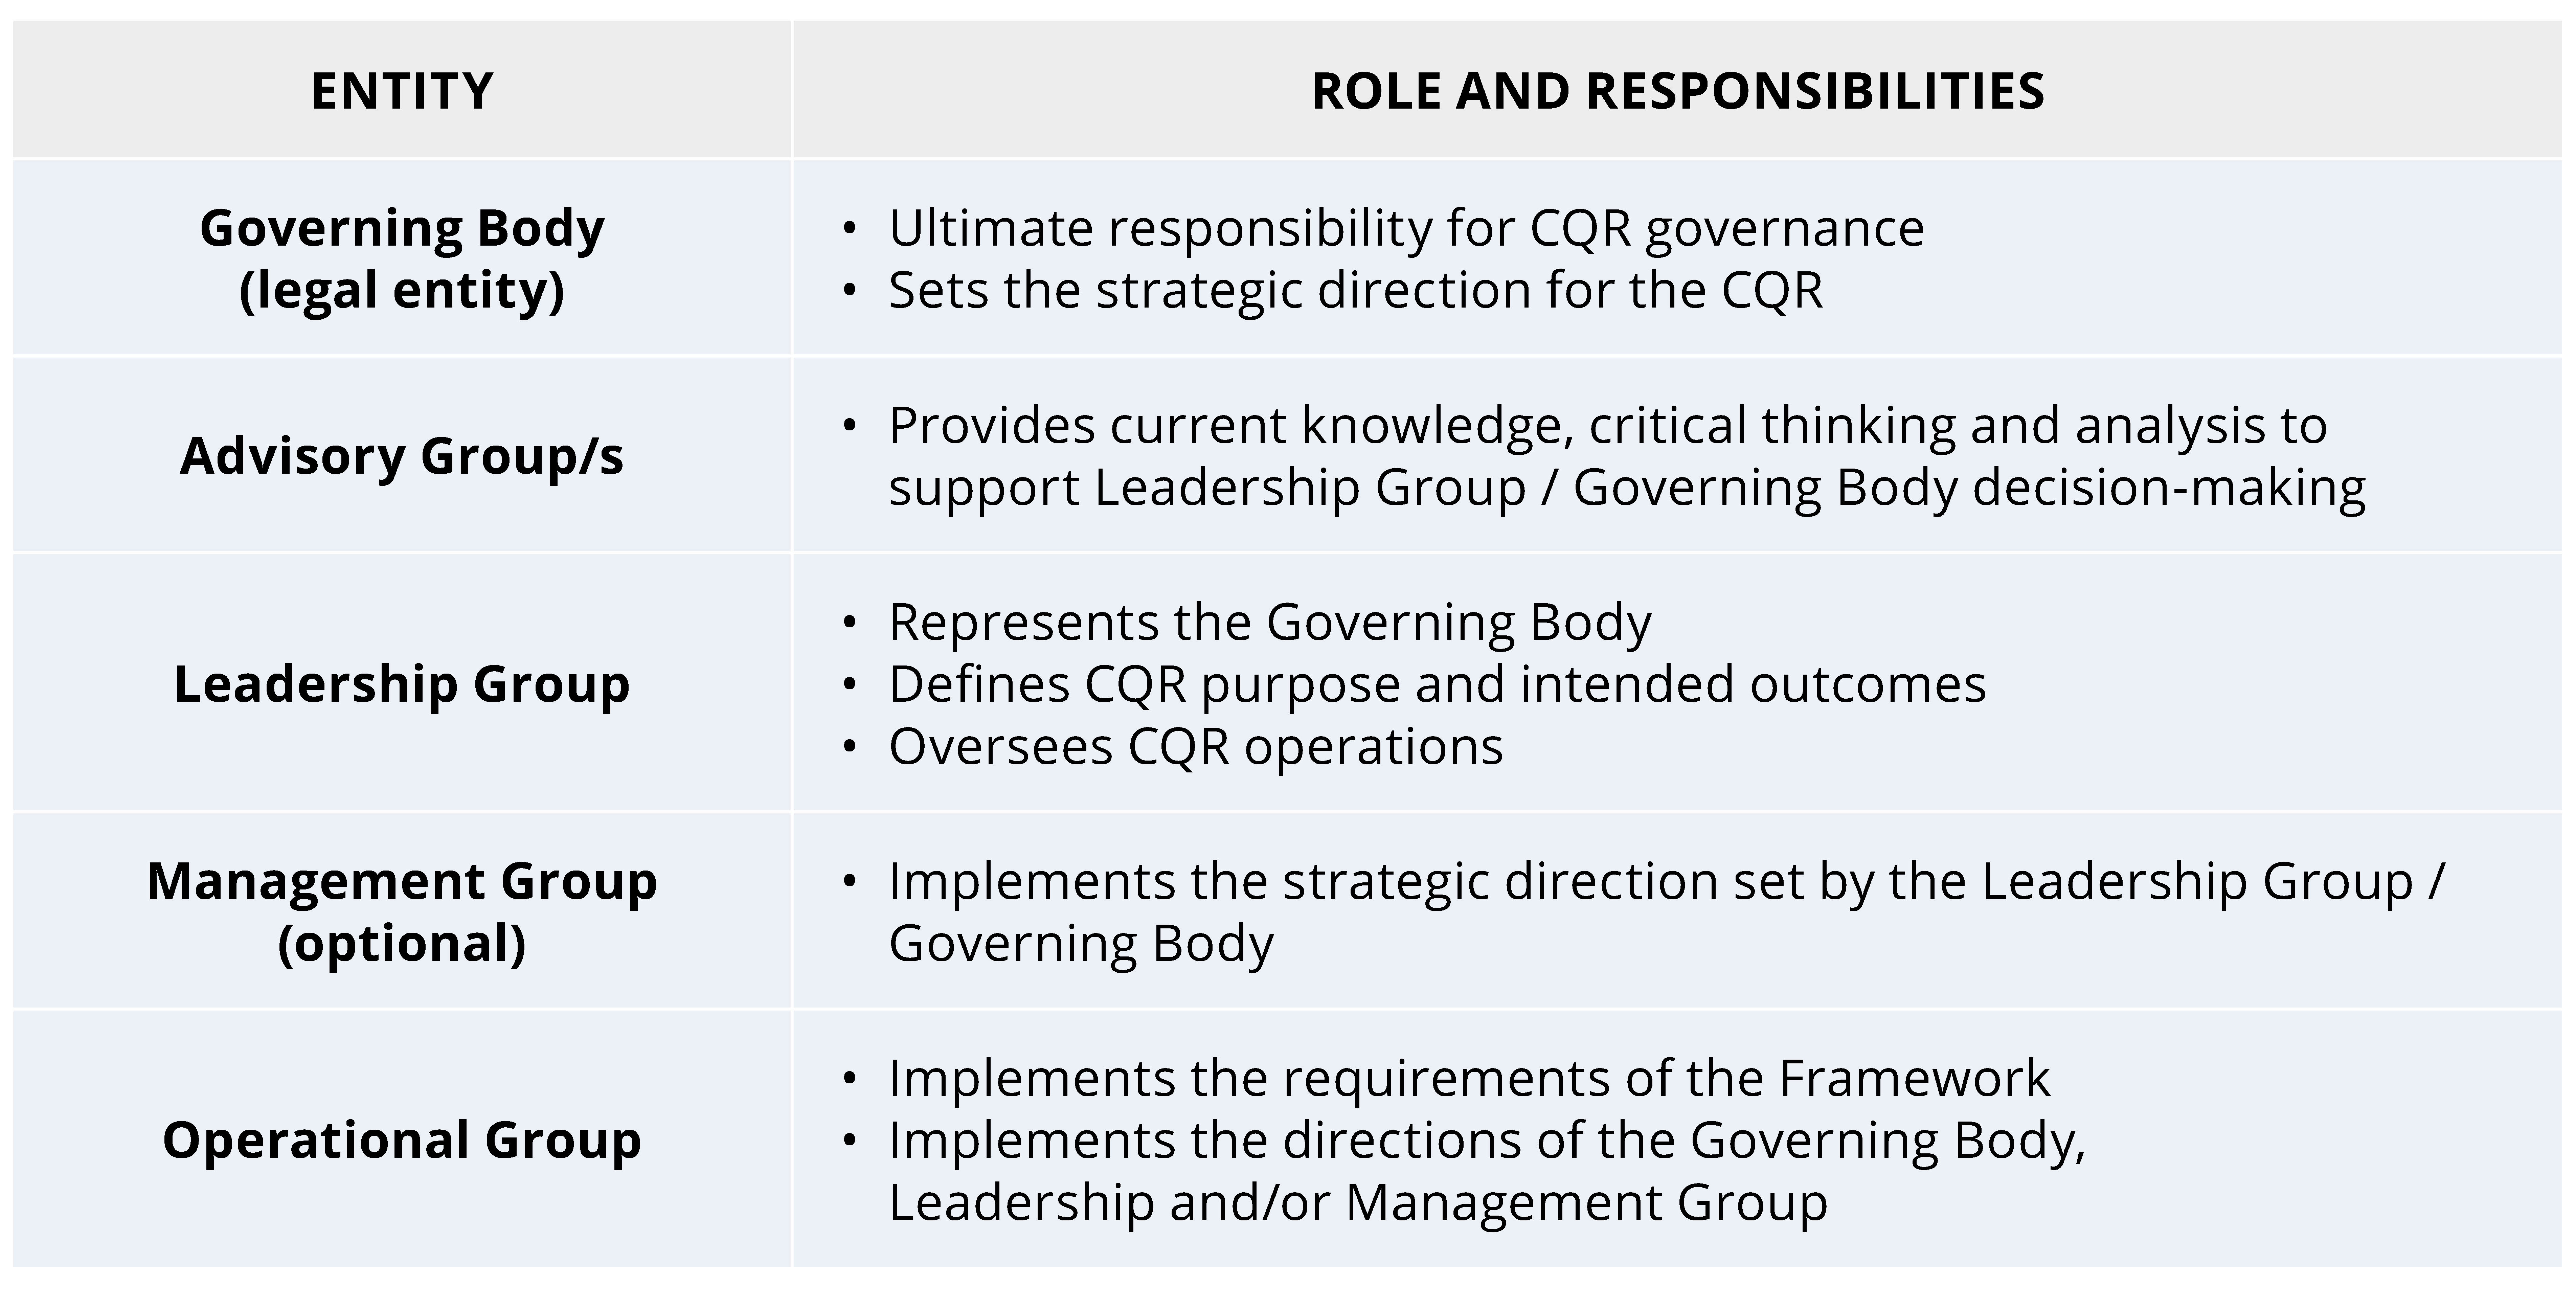 ENTITY
ROLE AND RESPONSIBILITIES
Governing Body
(legal entity)
• Ultimate responsibility for CQR governance
• Sets the strategic direction for the CQR
Advisory Group/s
• Provides current knowledge, critical thinking and analysis to
support Leadership Group / Governing Body decision-making
Leadership Group
• Represents the Governing Body
• Defines CQR purpose and intended outcomes
• Oversees CQR operations
Management Group
(optional)
• Implements the strategic direction set by the Leadership Group /
Governing Body
Operational Group
• Implements the requirements of the Framework
• Implements the directions of the Governing Body,
Leadership and/or Management Group